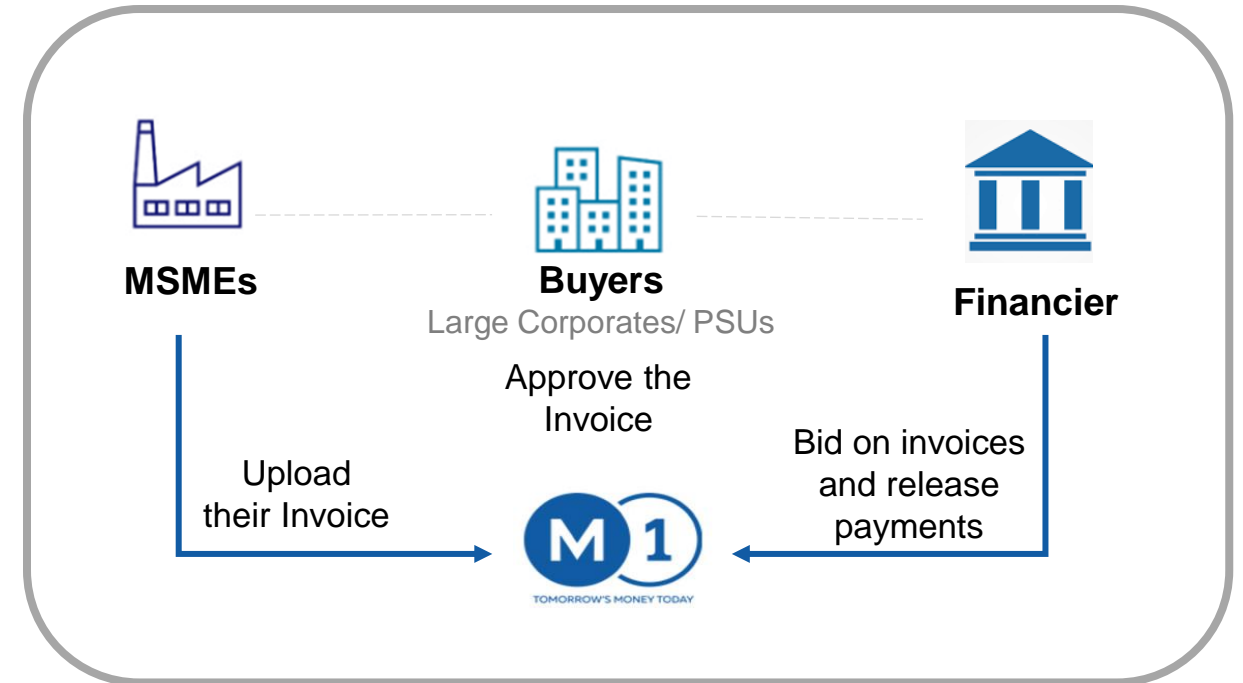 MSMEs
Buyers
Large Corporates/ PSUs
Financier
Approve the
Invoice
Upload
their Invoice
Bid on invoices
and release
payments
M1
TOMORROW'S MONEY TODAY